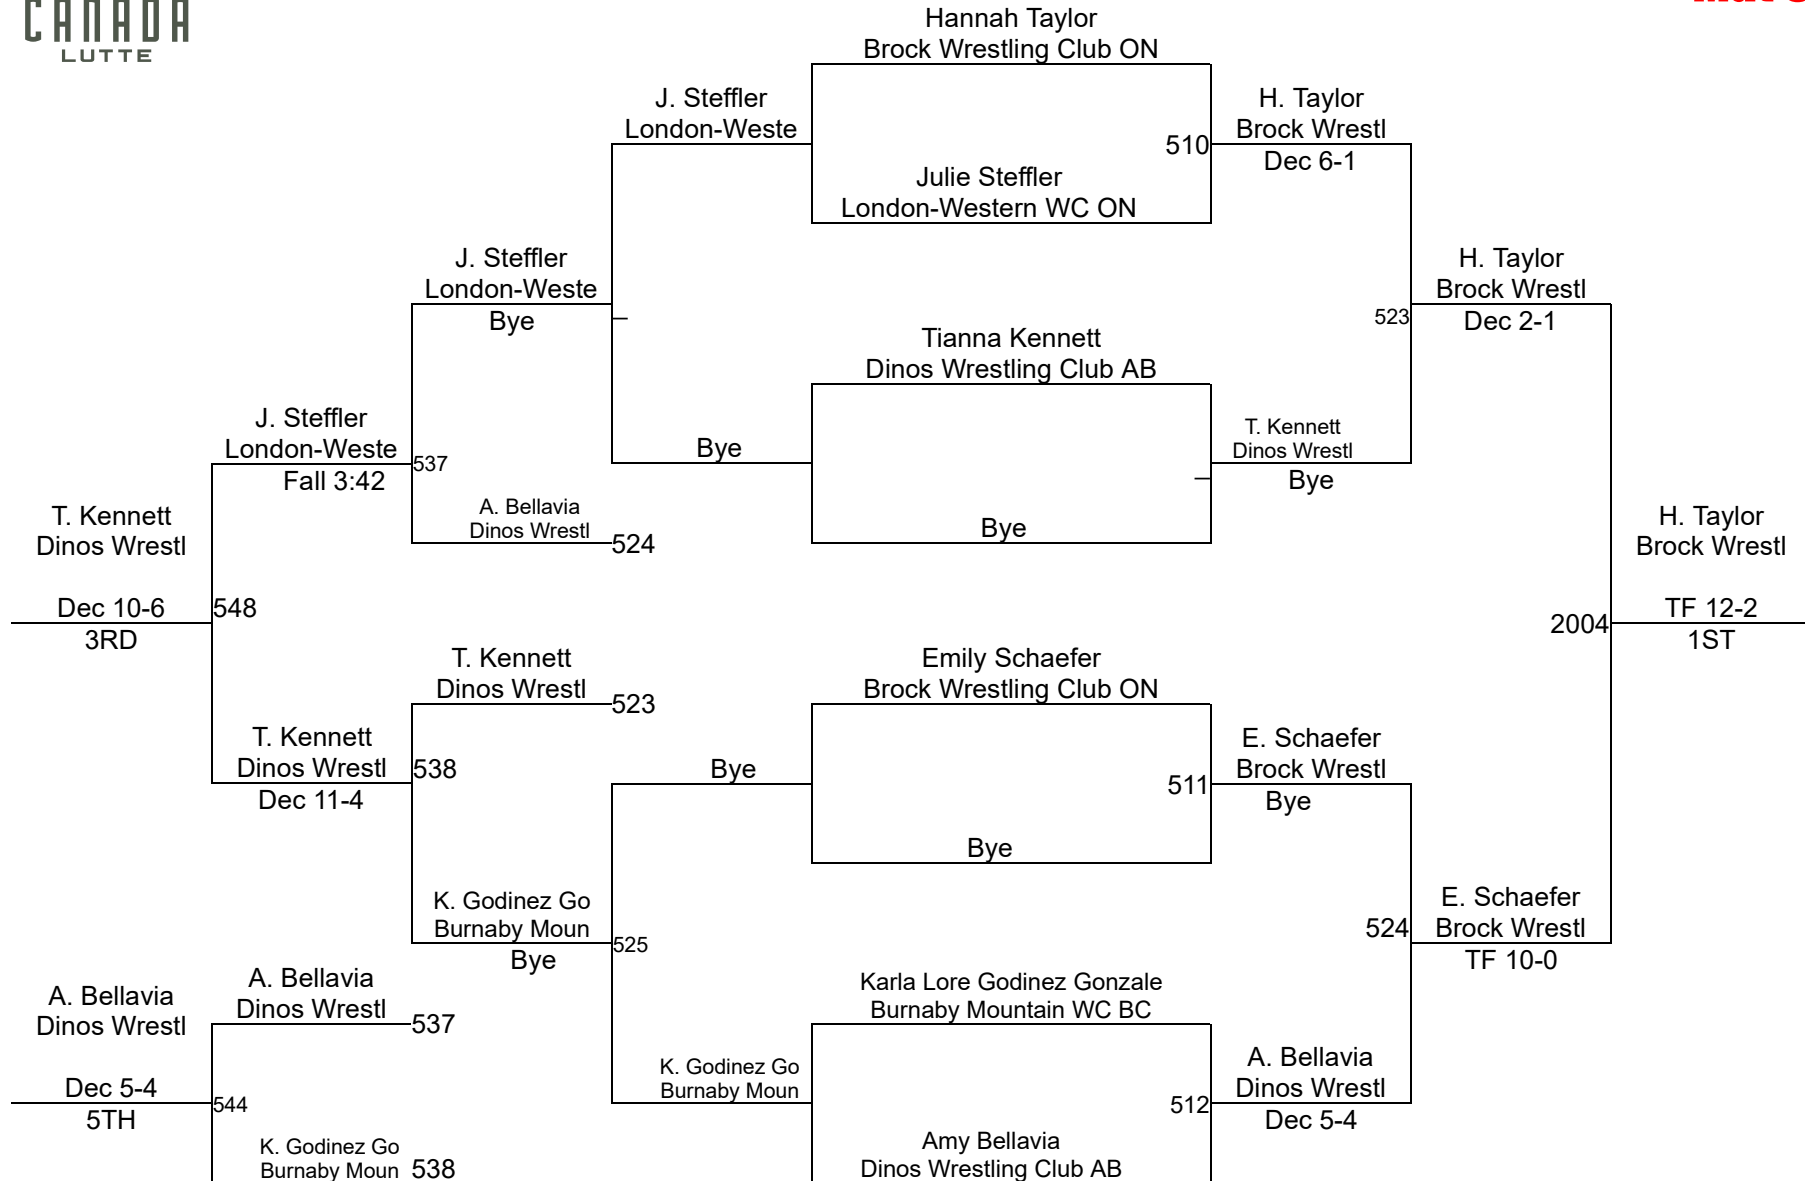 CANADA
LUTTE
Hannah Taylor
Brock Wrestling Club ON
J. Steffler
London-Weste
H. Taylor
Brock Wrestl
510
Dec 6-1
Julie Steffler
London-Western WC ON
J. Steffler
London-Weste
Bye
H. Taylor
Brock Wrestl
523
Dec 2-1
Tianna Kennett
Dinos Wrestling Club AB
J. Steffler
London-Weste
537
Fall 3:42
Bye
T. Kennett
Dinos Wrestl
Bye
A. Bellavia
Dinos Wrestl
524
Bye
T. Kennett
Dinos Wrestl
H. Taylor
Brock Wrestl
Dec 10-6
548
3RD
2004
TF 12-2
1ST
T. Kennett
Dinos Wrestl
523
Emily Schaefer
Brock Wrestling Club ON
T. Kennett
Dinos Wrestl
538
Dec 11-4
Bye
511
E. Schaefer
Brock Wrestl
Bye
Bye
K. Godinez Go
Burnaby Moun
525
Bye
524
E. Schaefer
Brock Wrestl
TF 10-0
A. Bellavia
Dinos Wrestl
A. Bellavia
Dinos Wrestl
537
Karla Lore Godinez Gonzale
Burnaby Mountain WC BC
Dec 5-4
544
5TH
K. Godinez Go
Burnaby Moun
512
A. Bellavia
Dinos Wrestl
Dec 5-4
K. Godinez Go
Burnaby Moun
538
Amy Bellavia
Dinos Wrestling Club AB